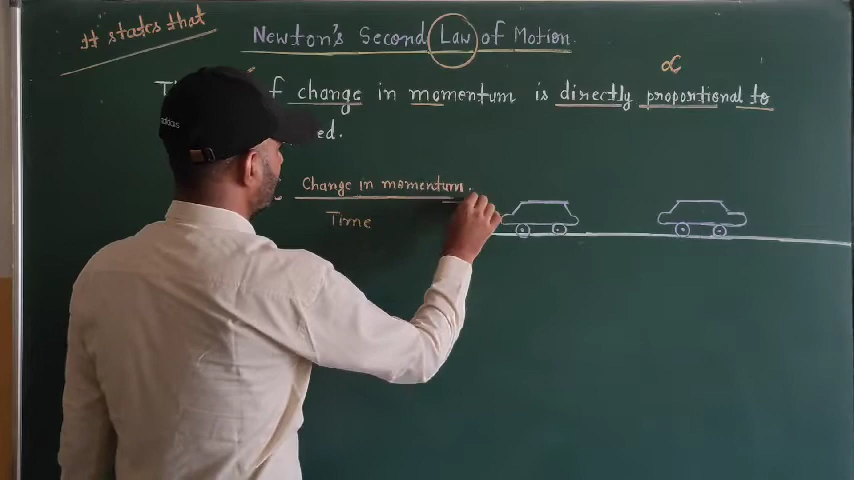 It states that
Newton's Second Law of Motion
∝
change in momentum is directly proportional to
adidas
Change in momentum
Time